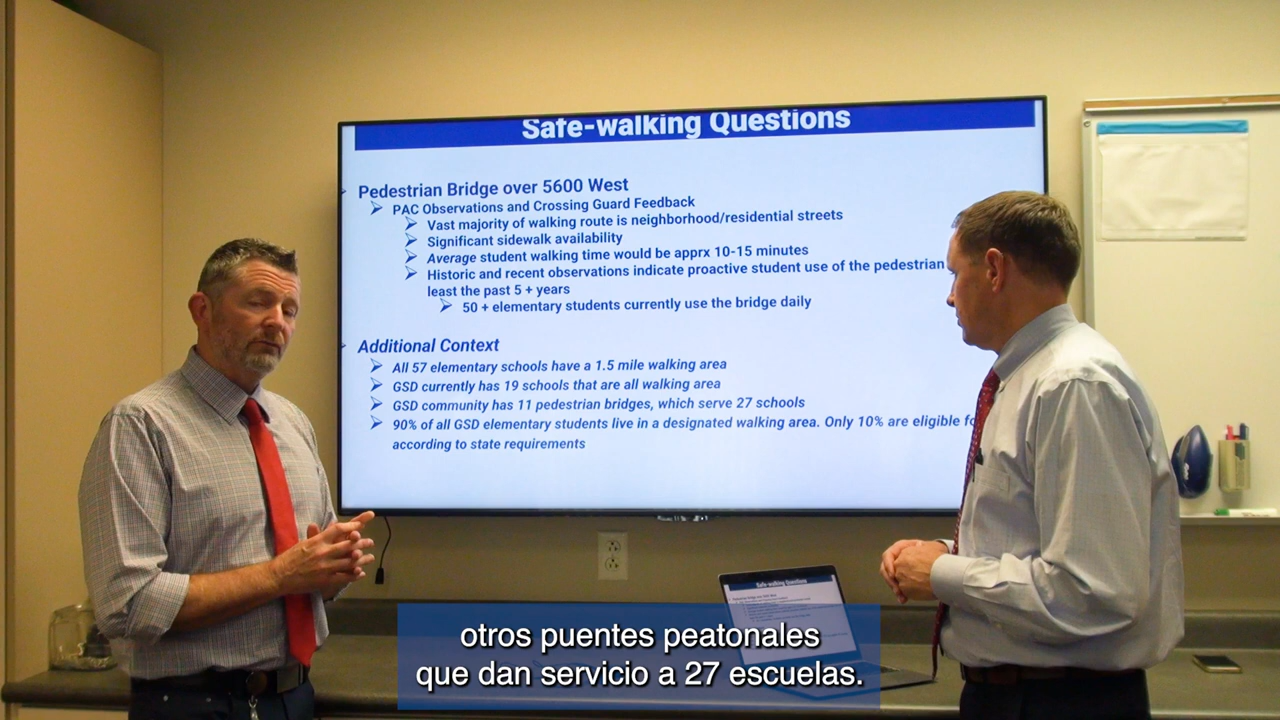 Safe-walking Questions
Pedestrian Bridge over 5600 West
PAC Observations and Crossing Guard Feedback
Vast majority of walking route is neighborhood/residential streets
Significant sidewalk availability
Average student walking time would be apprx 10-15 minutes
Historic and recent observations indicate proactive student use of the pedestrian
least the past 5 + years
50 + elementary students currently use the bridge daily
Additional Context
All 57 elementary schools have a 1.5 mile walking area
GSD currently has 19 schools that are all walking area
GSD community has 11 pedestrian bridges, which serve 27 schools
90% of all GSD elementary students live in a designated walking area. Only 10% are eligible
according to state requirements
Safe-walking Questions
otros puentes peatonales
que dan servicio a 27 escuelas.